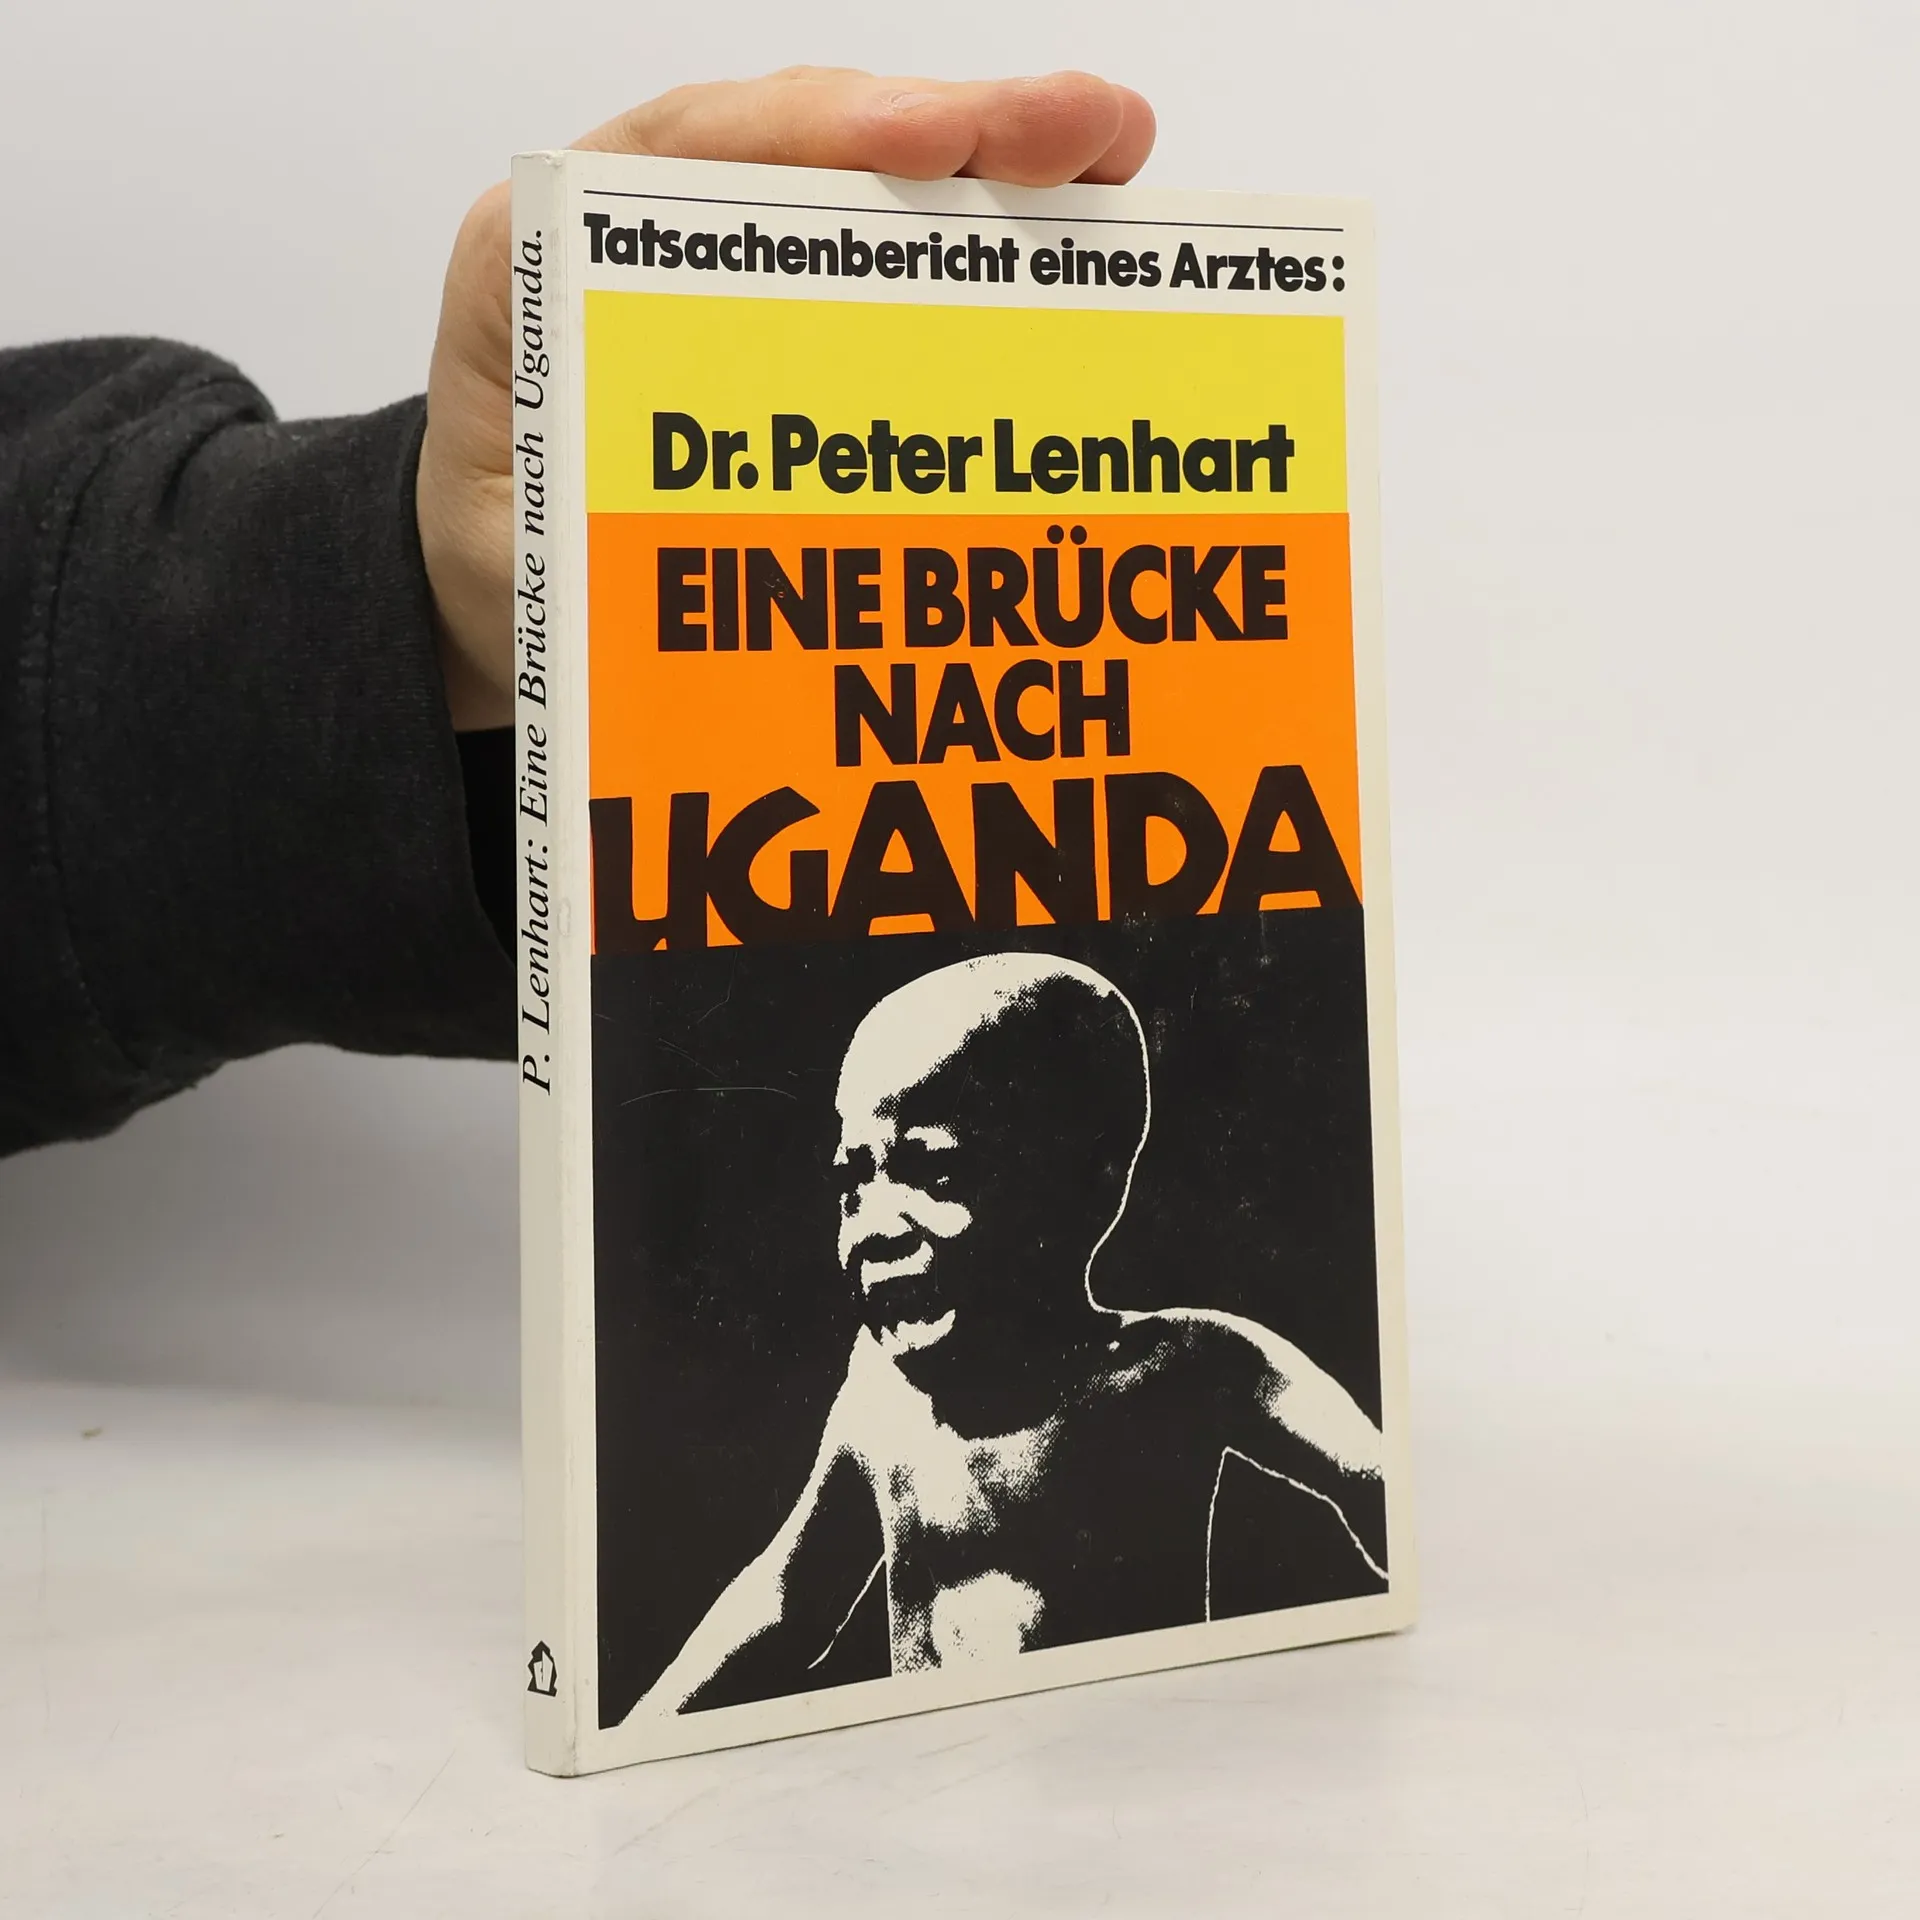 Tatsachenbericht eines Arztes:
Dr. Peter Lenhart
EINE BRÜCKE
NACH
UGANDA
P. Lenhart: Eine Brücke nach Uganda.